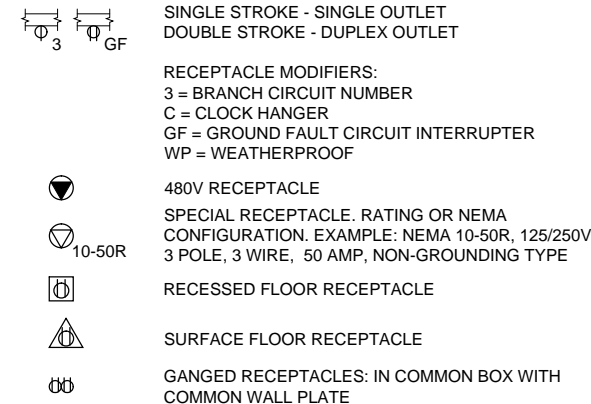 3 GF
SINGLE STROKE - SINGLE OUTLET
DOUBLE STROKE - DUPLEX OUTLET
RECEPTACLE MODIFIERS:
3 = BRANCH CIRCUIT NUMBER
C = CLOCK HANGER
GF = GROUND FAULT CIRCUIT INTERRUPTER
WP = WEATHERPROOF
480V RECEPTACLE
10-50R
SPECIAL RECEPTACLE. RATING OR NEMA
CONFIGURATION. EXAMPLE: NEMA 10-50R, 125/250V
3 POLE, 3 WIRE, 50 AMP, NON-GROUNDING TYPE
RECESSED FLOOR RECEPTACLE
SURFACE FLOOR RECEPTACLE
GANGED RECEPTACLES: IN COMMON BOX WITH
COMMON WALL PLATE